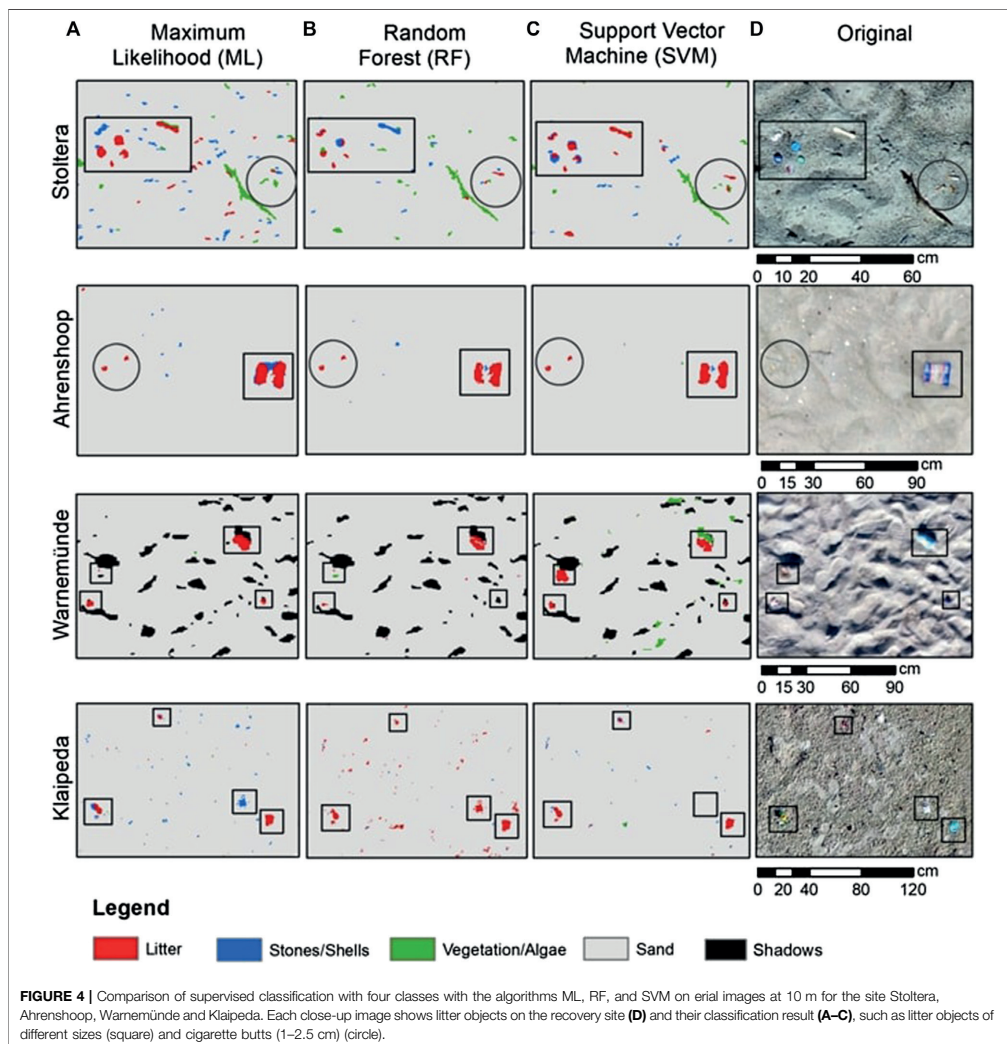 A Maximum Likelihood (ML)
B Random Forest (RF)
C Support Vector Machine (SVM)
D Original
Stoltera
cm
0 10 20 40 60
Ahrenshoop
cm
0 15 30 60 90
Warnemünde
cm
0 15 30 60 90
Klaipeda
cm
0 20 40 80 120
Legend
Litter
Stones/Shells
Vegetation/Algae
Sand
Shadows
FIGURE 4 | Comparison of supervised classification with four classes with the algorithms ML, RF, and SVM on erial images at 10 m for the site Stoltera,
Ahrenshoop, Warnemünde and Klaipeda. Each close-up image shows litter objects on the recovery site (D) and their classification result (A–C), such as litter objects of
different sizes (square) and cigarette butts (1–2.5 cm) (circle).